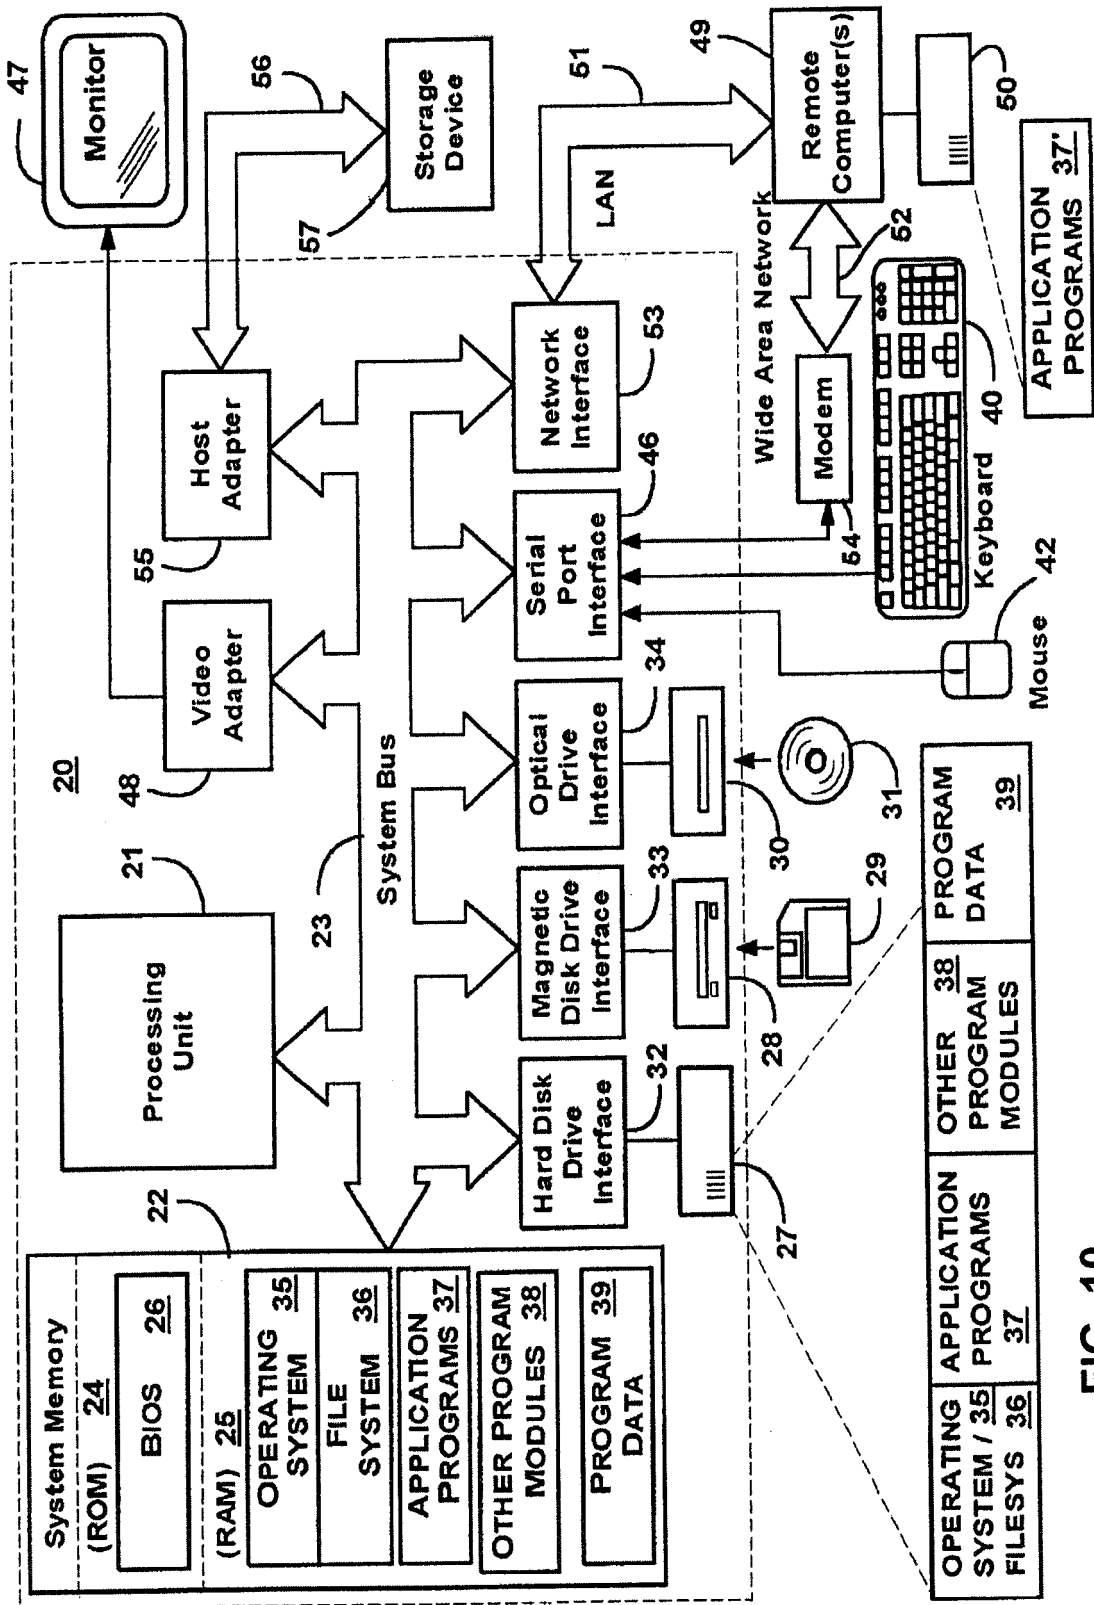 System Memory
(ROM) 24
BIOS 26
(RAM) 25
OPERATING
SYSTEM 35
FILE
SYSTEM 36
APPLICATION
PROGRAMS 37
OTHER PROGRAM
MODULES 38
PROGRAM
DATA 39
22
20
Processing
Unit
21
23
System Bus
Video
Adapter
48
Host
Adapter
55
Monitor
47
56
Storage
Device
57
Hard Disk
Drive
Interface
32
Magnetic
Disk Drive
Interface
33
Optical
Drive
Interface
34
Serial
Port
Interface
46
Network
Interface
53
LAN
51
27
28
29
30
31
Mouse
42
Keyboard
40
Modem
54
Wide Area Network
52
Remote
Computer(s)
49
50
APPLICATION
PROGRAMS 37'
OPERATING
SYSTEM / 35
FILESYS 36
APPLICATION
PROGRAMS
37
OTHER 38
PROGRAM
MODULES
PROGRAM
DATA
39